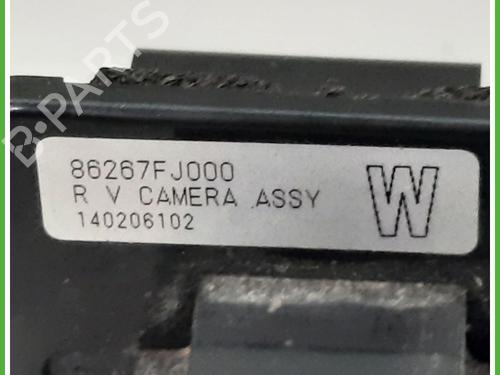 B-PARTS
86267FJ000
R V CAMERA ASSY
140206102
W